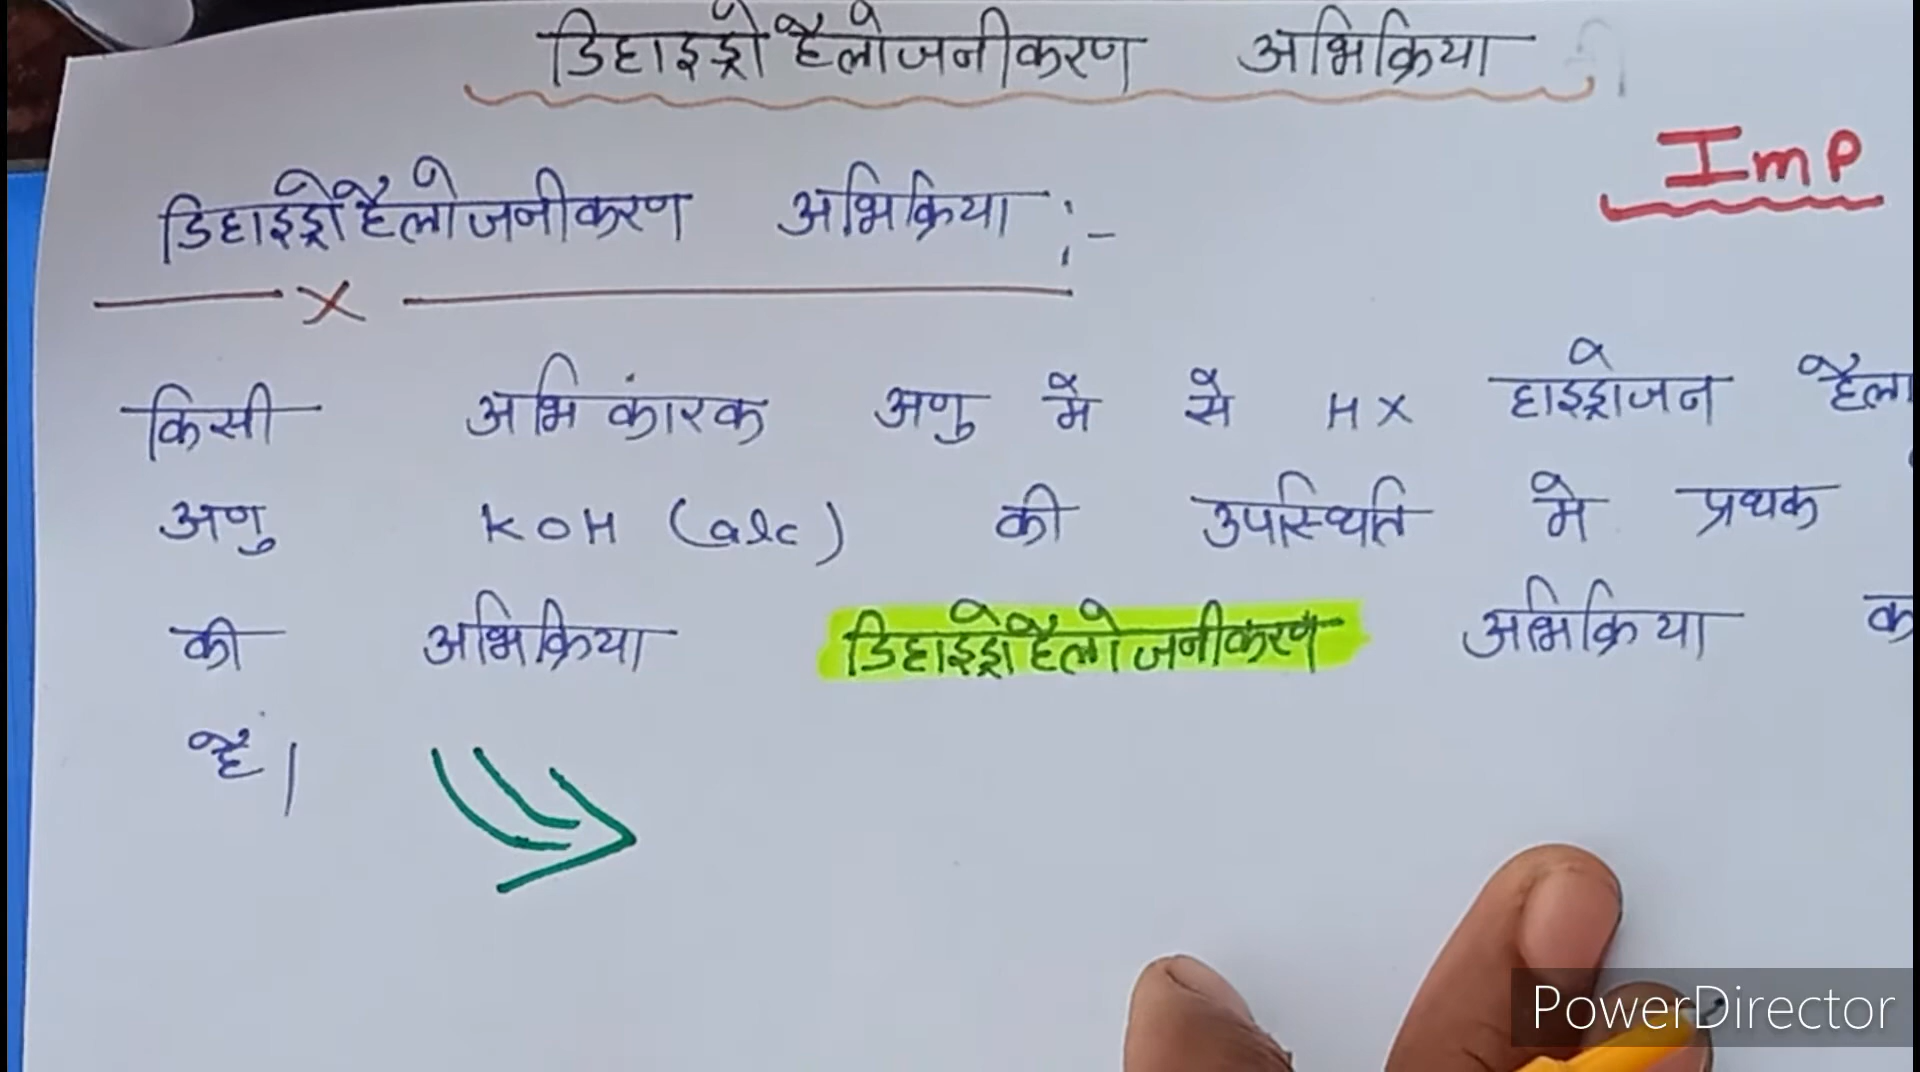 डिहाइड्रोहैलोजनीकरण अभिक्रिया
Imp
डिहाइड्रोहैलोजनीकरण अभिक्रिया :-
किसी अभिकांरक अणु मे से HX हाइड्रोजन हैला
अणु KOH (alc) की उपस्थिति मे प्रथक
की अभिक्रिया डिहाइड्रोहैलोजनीकरण अभिक्रिया क
है।
PowerDirector